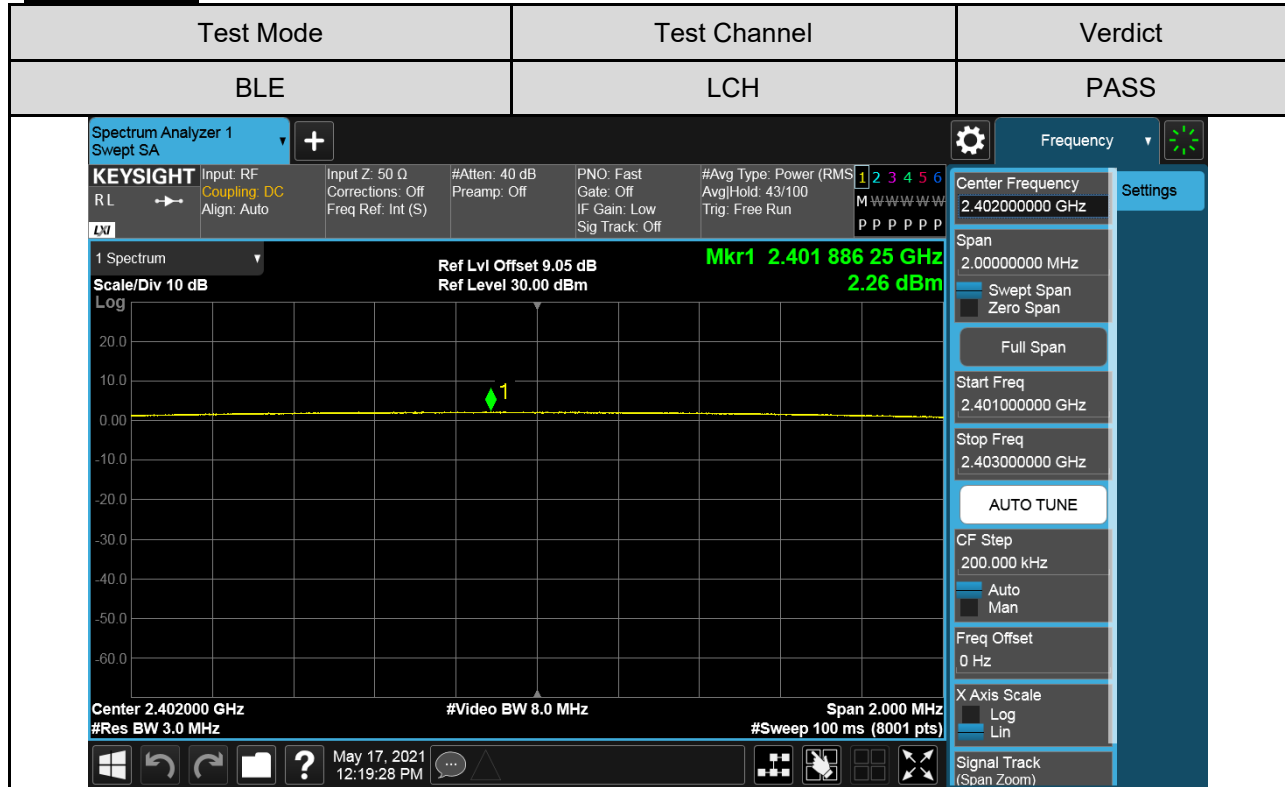 Test Mode Test Channel Verdict
BLE LCH PASS
Spectrum Analyzer 1
Swept SA
+
Frequency
KEYSIGHT
RL
LXI
Input: RF
Coupling: DC
Align: Auto
Input Z: 50 Ω
Corrections: Off
Freq Ref: Int (S)
#Atten: 40 dB
Preamp: Off
PNO: Fast
Gate: Off
IF Gain: Low
Sig Track: Off
#Avg Type: Power (RMS
Avg|Hold: 43/100
Trig: Free Run
1 2 3 4 5 6
M W W W W W
P P P P P P
1 Spectrum
Scale/Div 10 dB
Ref Lvl Offset 9.05 dB
Ref Level 30.00 dBm
Mkr1 2.401 886 25 GHz
2.26 dBm
Log
20.0
10.0
1
0.00
-10.0
-20.0
-30.0
-40.0
-50.0
-60.0
Center 2.402000 GHz
#Res BW 3.0 MHz
#Video BW 8.0 MHz
Span 2.000 MHz
#Sweep 100 ms (8001 pts)
?
May 17, 2021
12:19:28 PM
Center Frequency
2.402000000 GHz
Settings
Span
2.00000000 MHz
Swept Span
Zero Span
Full Span
Start Freq
2.401000000 GHz
Stop Freq
2.403000000 GHz
AUTO TUNE
CF Step
200.000 kHz
Auto
Man
Freq Offset
0 Hz
X Axis Scale
Log
Lin
Signal Track
(Span Zoom)